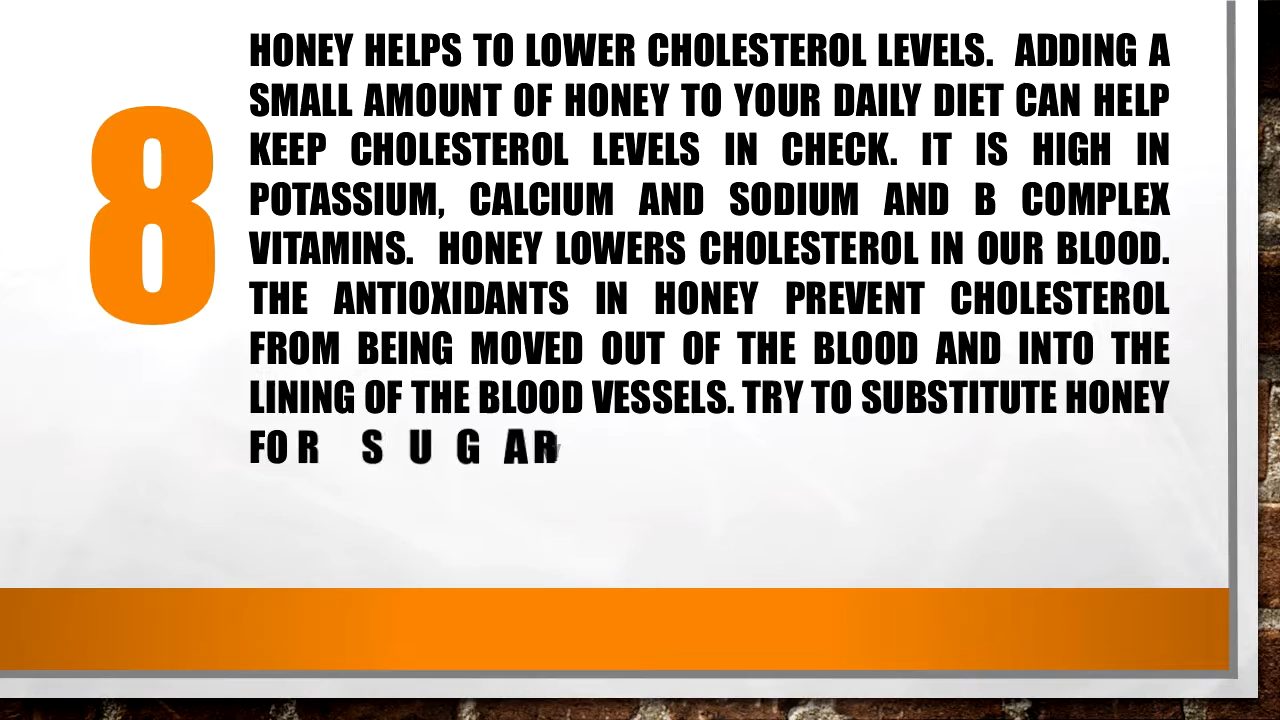 8
HONEY HELPS TO LOWER CHOLESTEROL LEVELS. ADDING A
SMALL AMOUNT OF HONEY TO YOUR DAILY DIET CAN HELP
KEEP CHOLESTEROL LEVELS IN CHECK. IT IS HIGH IN
POTASSIUM, CALCIUM AND SODIUM AND B COMPLEX
VITAMINS. HONEY LOWERS CHOLESTEROL IN OUR BLOOD.
THE ANTIOXIDANTS IN HONEY PREVENT CHOLESTEROL
FROM BEING MOVED OUT OF THE BLOOD AND INTO THE
LINING OF THE BLOOD VESSELS. TRY TO SUBSTITUTE HONEY
FOR SUGAR